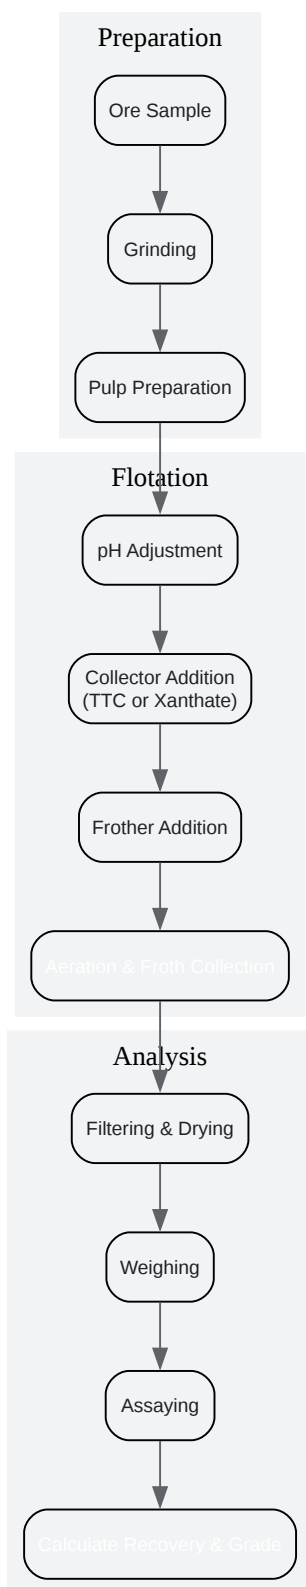 Preparation
Ore Sample
Grinding
Pulp Preparation
Flotation
pH Adjustment
Collector Addition
(TTC or Xanthate)
Frother Addition
Aeration & Froth Collection
Analysis
Filtering & Drying
Weighing
Assaying
Calculate Recovery & Grade